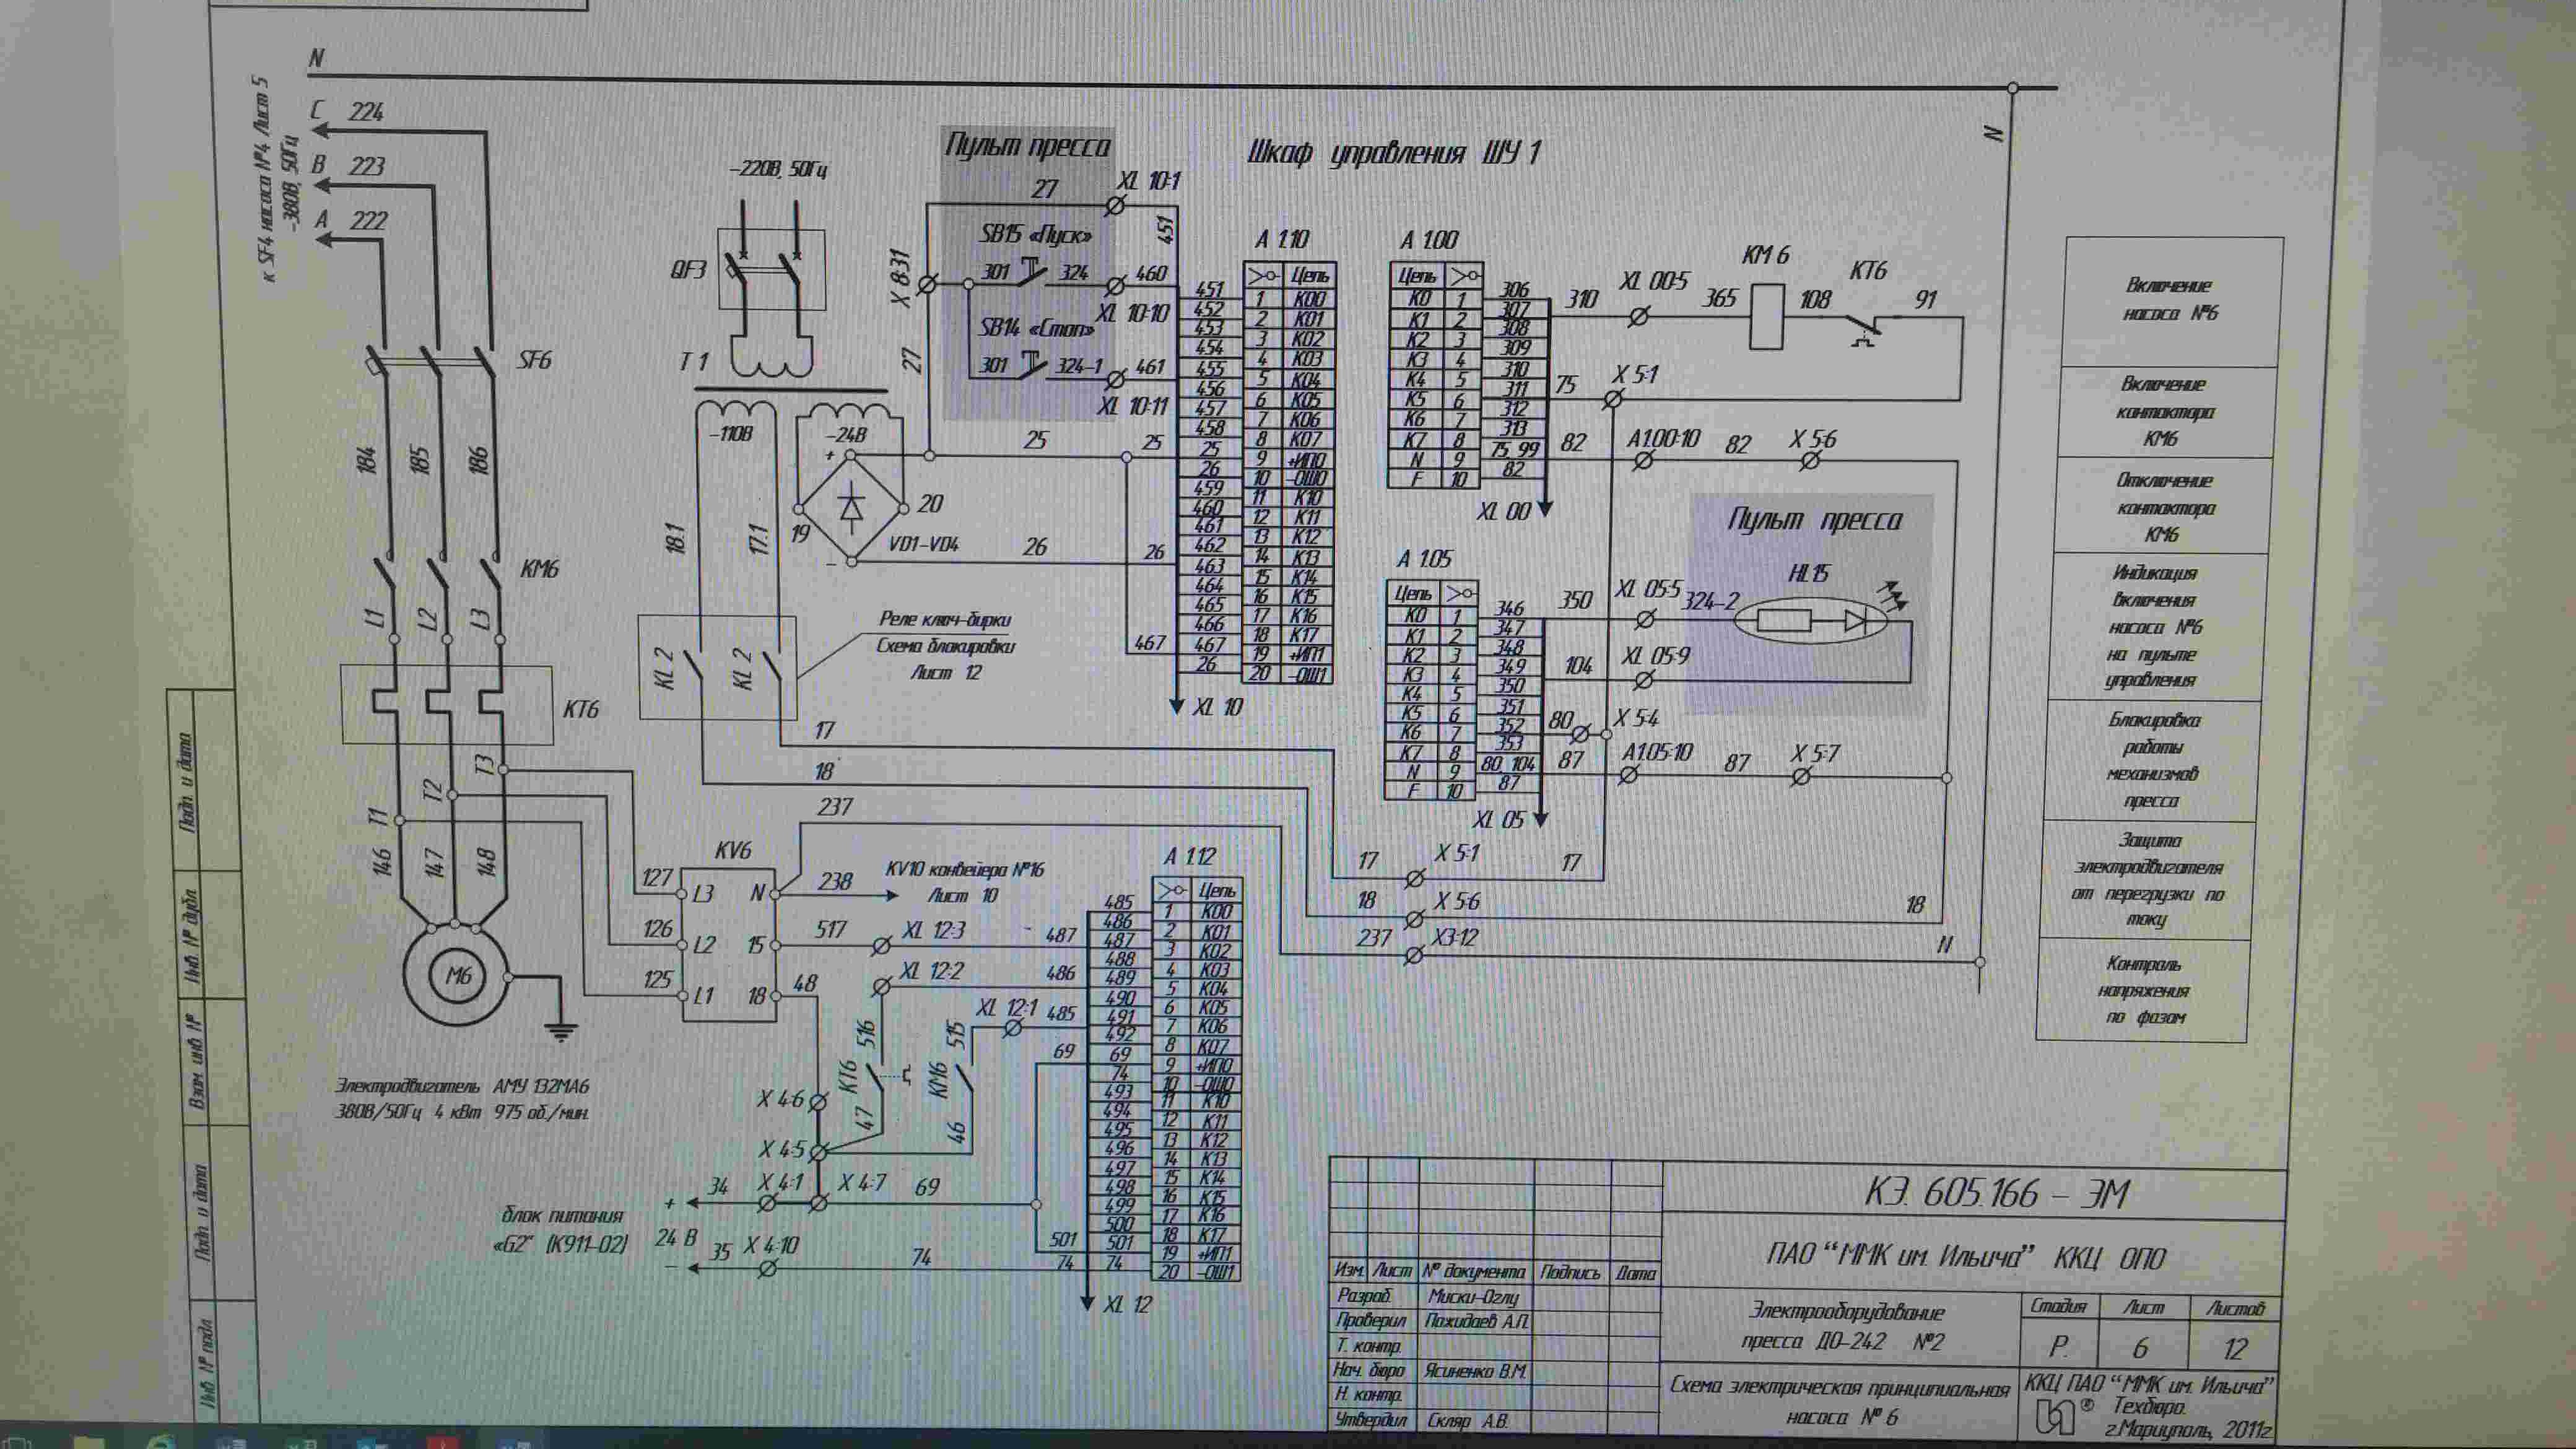 N
к SF4 насоса №4 Лист 5
~380В, 50Гц
C 224
B 223
A 222
SF6
184
185
186
KM6
L1
L2
L3
KT6
T1
T2
T3
146
147
148
M6
Электродвигатель АМУ 132МА6
380В/50Гц 4 кВт 975 об./мин.
~220В, 50Гц
QF3
T 1
~110В
~24В
18.1
17.1
+
19
20
VD1-VD4
-
KL 2
KL 2
Реле ключ-бирки
Схема блокировки
Лист 12
17
18
237
Пульт пресса
27
XL 10:1
451
X 8:31
SB15 «Пуск»
301
324
460
XL 10:10
SB14 «Стоп»
301
324-1
461
XL 10:11
27
25
25
26
26
467
Шкаф управления ШУ 1
A 1.10
Цепь
451 1 K00
452 2 K01
453 3 K02
454 4 K03
455 5 K04
456 6 K05
457 7 K06
458 8 K07
25 9 +ИП0
26 10 -ОШ0
459 11 K10
460 12 K11
461 13 K12
462 14 K13
463 15 K14
464 16 K15
465 17 K16
466 18 K17
467 19 +ИП1
26 20 -ОШ1
XL 10
A 1.00
Цепь
K0 1 306
K1 2 307
K2 3 308
K3 4 309
K4 5 310
K5 6 311
K6 7 312
K7 8 313
N 9 75, 99
F 10 82
XL 00
310
XL 00:5
365
KM 6
108
KT6
91
75
X 5:1
82
A1.00:10
82
X 5:6
N
A 1.05
Цепь
K0 1 346
K1 2 347
K2 3 348
K3 4 349
K4 5 350
K5 6 351
K6 7 352
K7 8 353
N 9 80, 104
F 10 87
XL 05
Пульт пресса
HL15
350
XL 05:5
324-2
104
XL 05:9
80
X 5:4
87
A1.05:10
87
X 5:7
17
X 5:1
17
18
X 5:6
18
237
X3:12
N
KV6
127 L3
126 L2
125 L1
N
15
18
238
KV10 конвейера №16
Лист 10
517
XL 12:3
487
XL 12:2
486
XL 12:1
485
48
516
515
KT6
KM6
47
46
69
X 4:6
X 4:5
X 4:1
X 4:7
69
34
+
24 В
-
35
X 4:10
74
501
74
Блок питания
«G2" (K911-02)
A 1.12
Цепь
485 1 K00
486 2 K01
487 3 K02
488 4 K03
489 5 K04
490 6 K05
491 7 K06
492 8 K07
69 9 +ИП0
74 10 -ОШ0
493 11 K10
494 12 K11
495 13 K12
496 14 K13
497 15 K14
498 16 K15
499 17 K16
500 18 K17
501 19 +ИП1
74 20 -ОШ1
XL 12
Включение
насоса №6
Включение
контактора
КМ6
Отключение
контактора
КМ6
Индикация
включения
насоса №6
на пульте
управления
Блокировка
работы
механизмов
пресса
Защита
электродвигателя
от перегрузки по
току
Контроль
напряжения
по фазам
Подп. и дата
Инв. № дубл
Взам. инв №
Подп. и дата
Инв. № подл
КЭ. 605.166 - ЭМ
ПАО "ММК им. Ильича" ККЦ ОПО
Изм. Лист № документа Подпись Дата
Разраб. Миски-Оглу
Проверил Пахидаев А.П.
Т. контр.
Нач. бюро Ясиненко В.М.
Н. контр.
Утвердил Скляр А.В.
Электрооборудование
пресса ДО-242 №2
Стадия Лист Листов
Р. 6 12
Схема электрическая принципиальная
насоса № 6
ККЦ ПАО "ММК им. Ильича"
Техбюро.
г.Мариуполь, 2011г